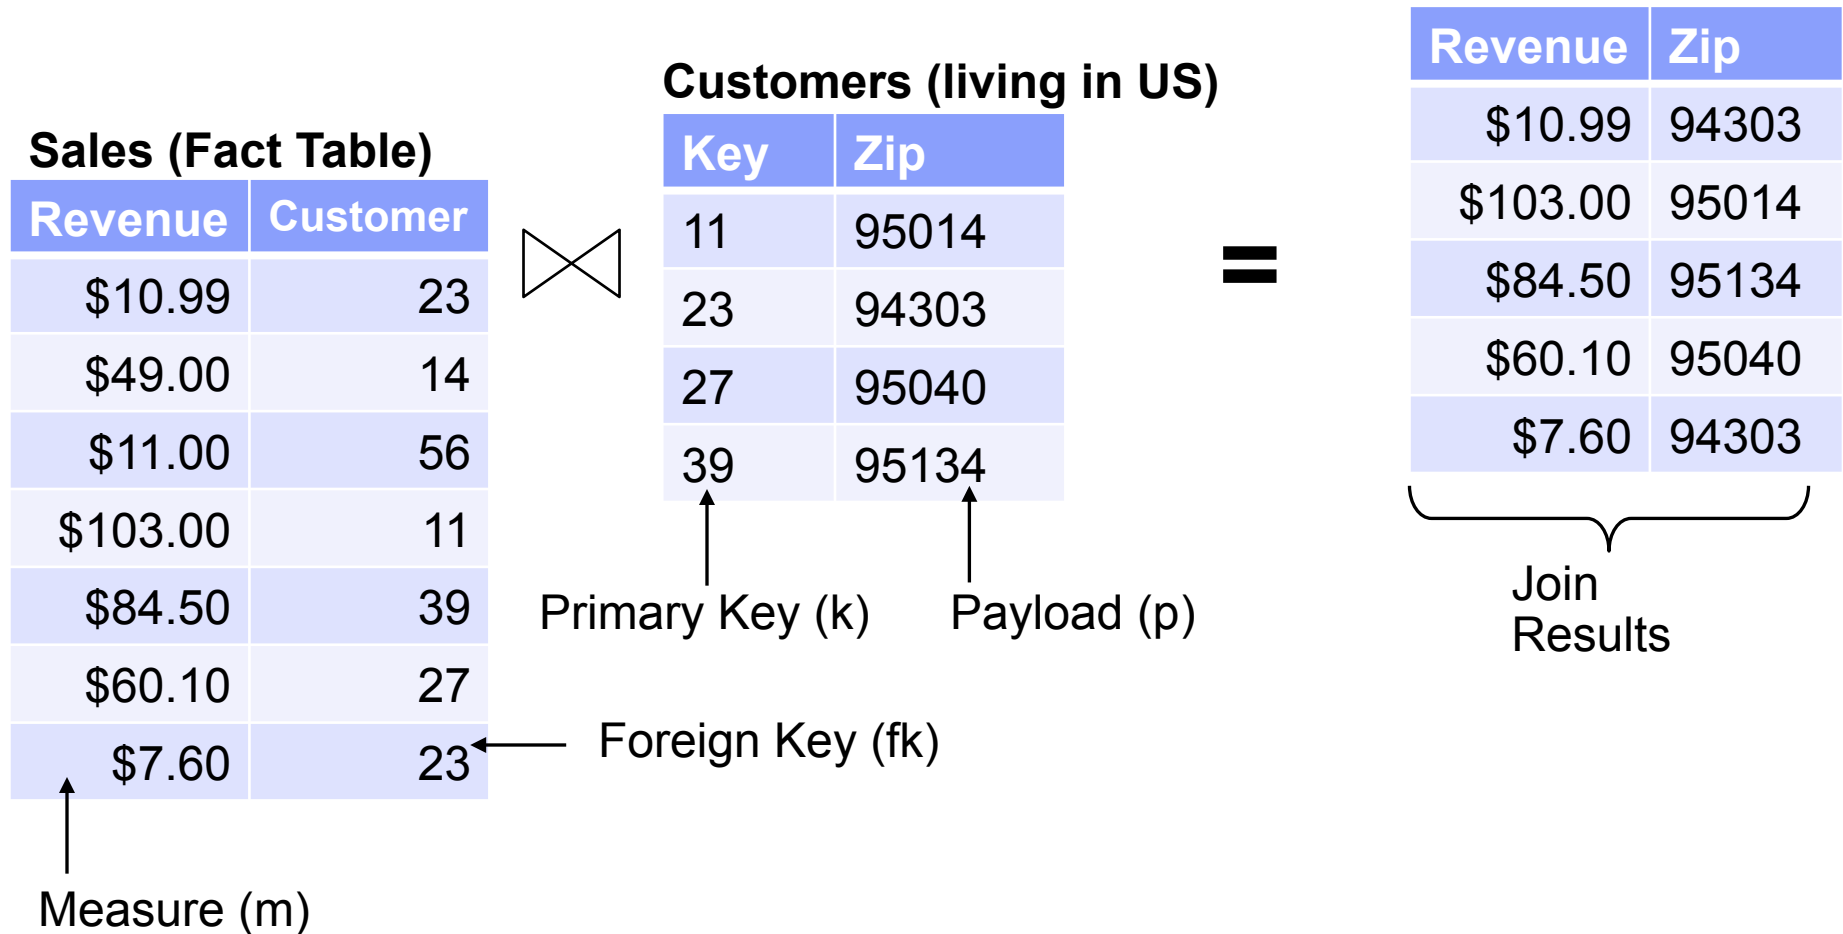 Sales (Fact Table)
Revenue Customer
$10.99 23
$49.00 14
$11.00 56
$103.00 11
$84.50 39
$60.10 27
$7.60 23
Measure (m)
Foreign Key (fk)
Customers (living in US)
Key Zip
11 95014
23 94303
27 95040
39 95134
Primary Key (k)
Payload (p)
=
Revenue Zip
$10.99 94303
$103.00 95014
$84.50 95134
$60.10 95040
$7.60 94303
Join
Results